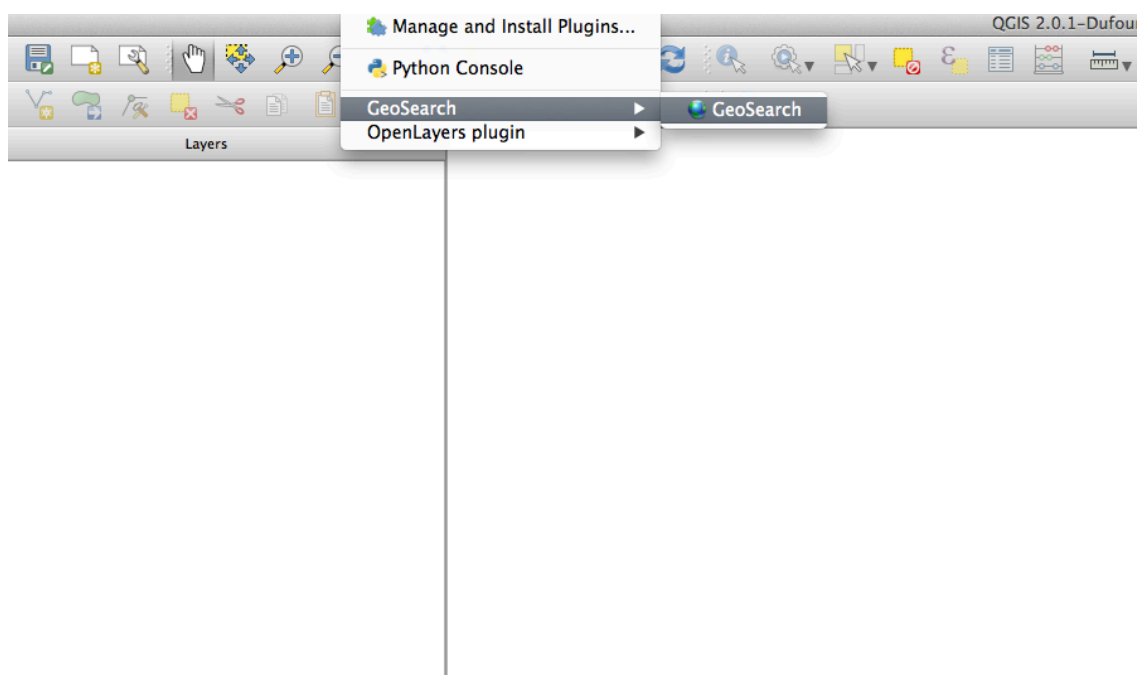 Manage and Install Plugins...
QGIS 2.0.1-Dufour
Python Console
GeoSearch
GeoSearch
OpenLayers plugin
Layers